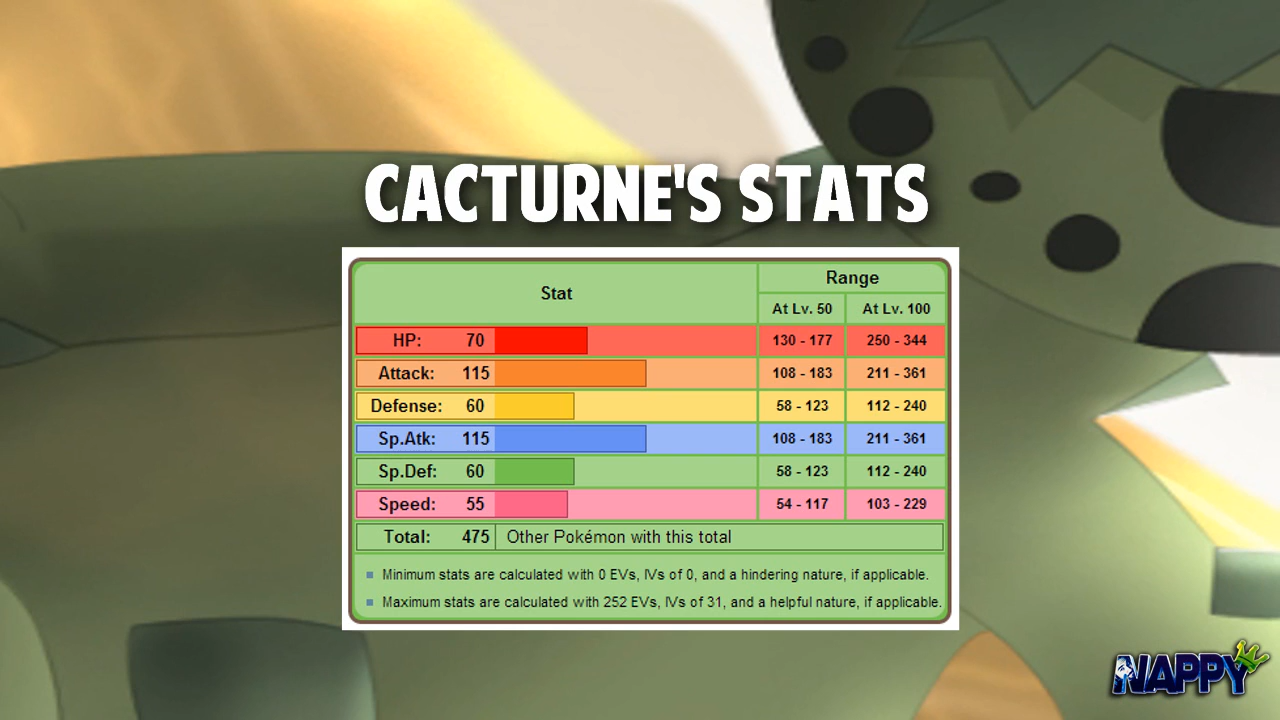 CACTURNE'S STATS
Stat
Range
At Lv. 50 At Lv. 100
HP: 70 130 - 177 250 - 344
Attack: 115 108 - 183 211 - 361
Defense: 60 58 - 123 112 - 240
Sp.Atk: 115 108 - 183 211 - 361
Sp.Def: 60 58 - 123 112 - 240
Speed: 55 54 - 117 103 - 229
Total: 475 Other Pokémon with this total
Minimum stats are calculated with 0 EVs, IVs of 0, and a hindering nature, if applicable.
Maximum stats are calculated with 252 EVs, IVs of 31, and a helpful nature, if applicable.
NAPPY